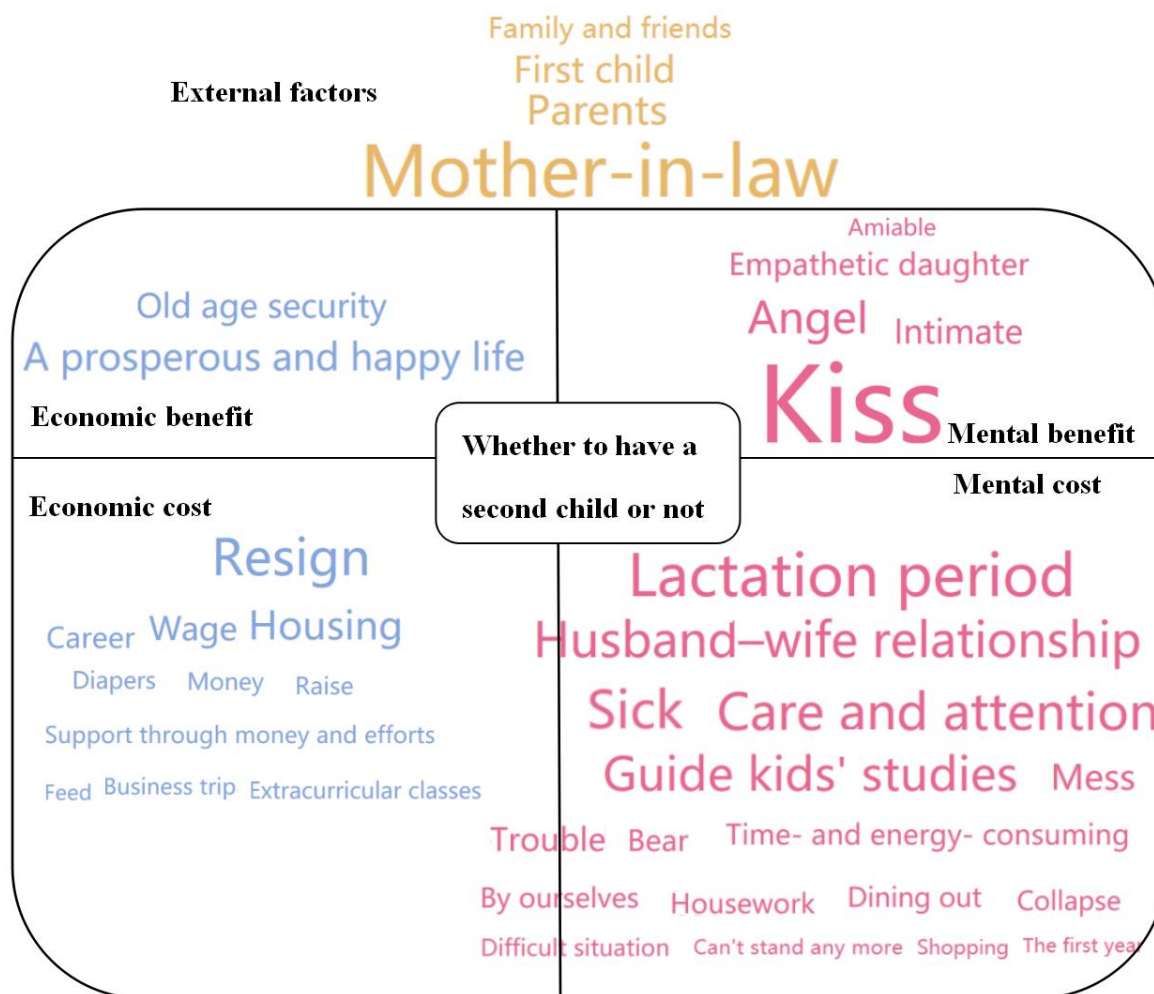 Family and friends
External factors
First child
Parents
Mother-in-law
Old age security
A prosperous and happy life
Economic benefit
Amiable
Empathetic daughter
Angel Intimate
Kiss
Mental benefit
Whether to have a
second child or not
Economic cost
Resign
Career Wage Housing
Diapers Money Raise
Support through money and efforts
Feed Business trip Extracurricular classes
Mental cost
Lactation period
Husband–wife relationship
Sick Care and attention
Guide kids' studies Mess
Trouble Bear Time- and energy- consuming
By ourselves Housework Dining out Collapse
Difficult situation Can't stand any more Shopping The first year